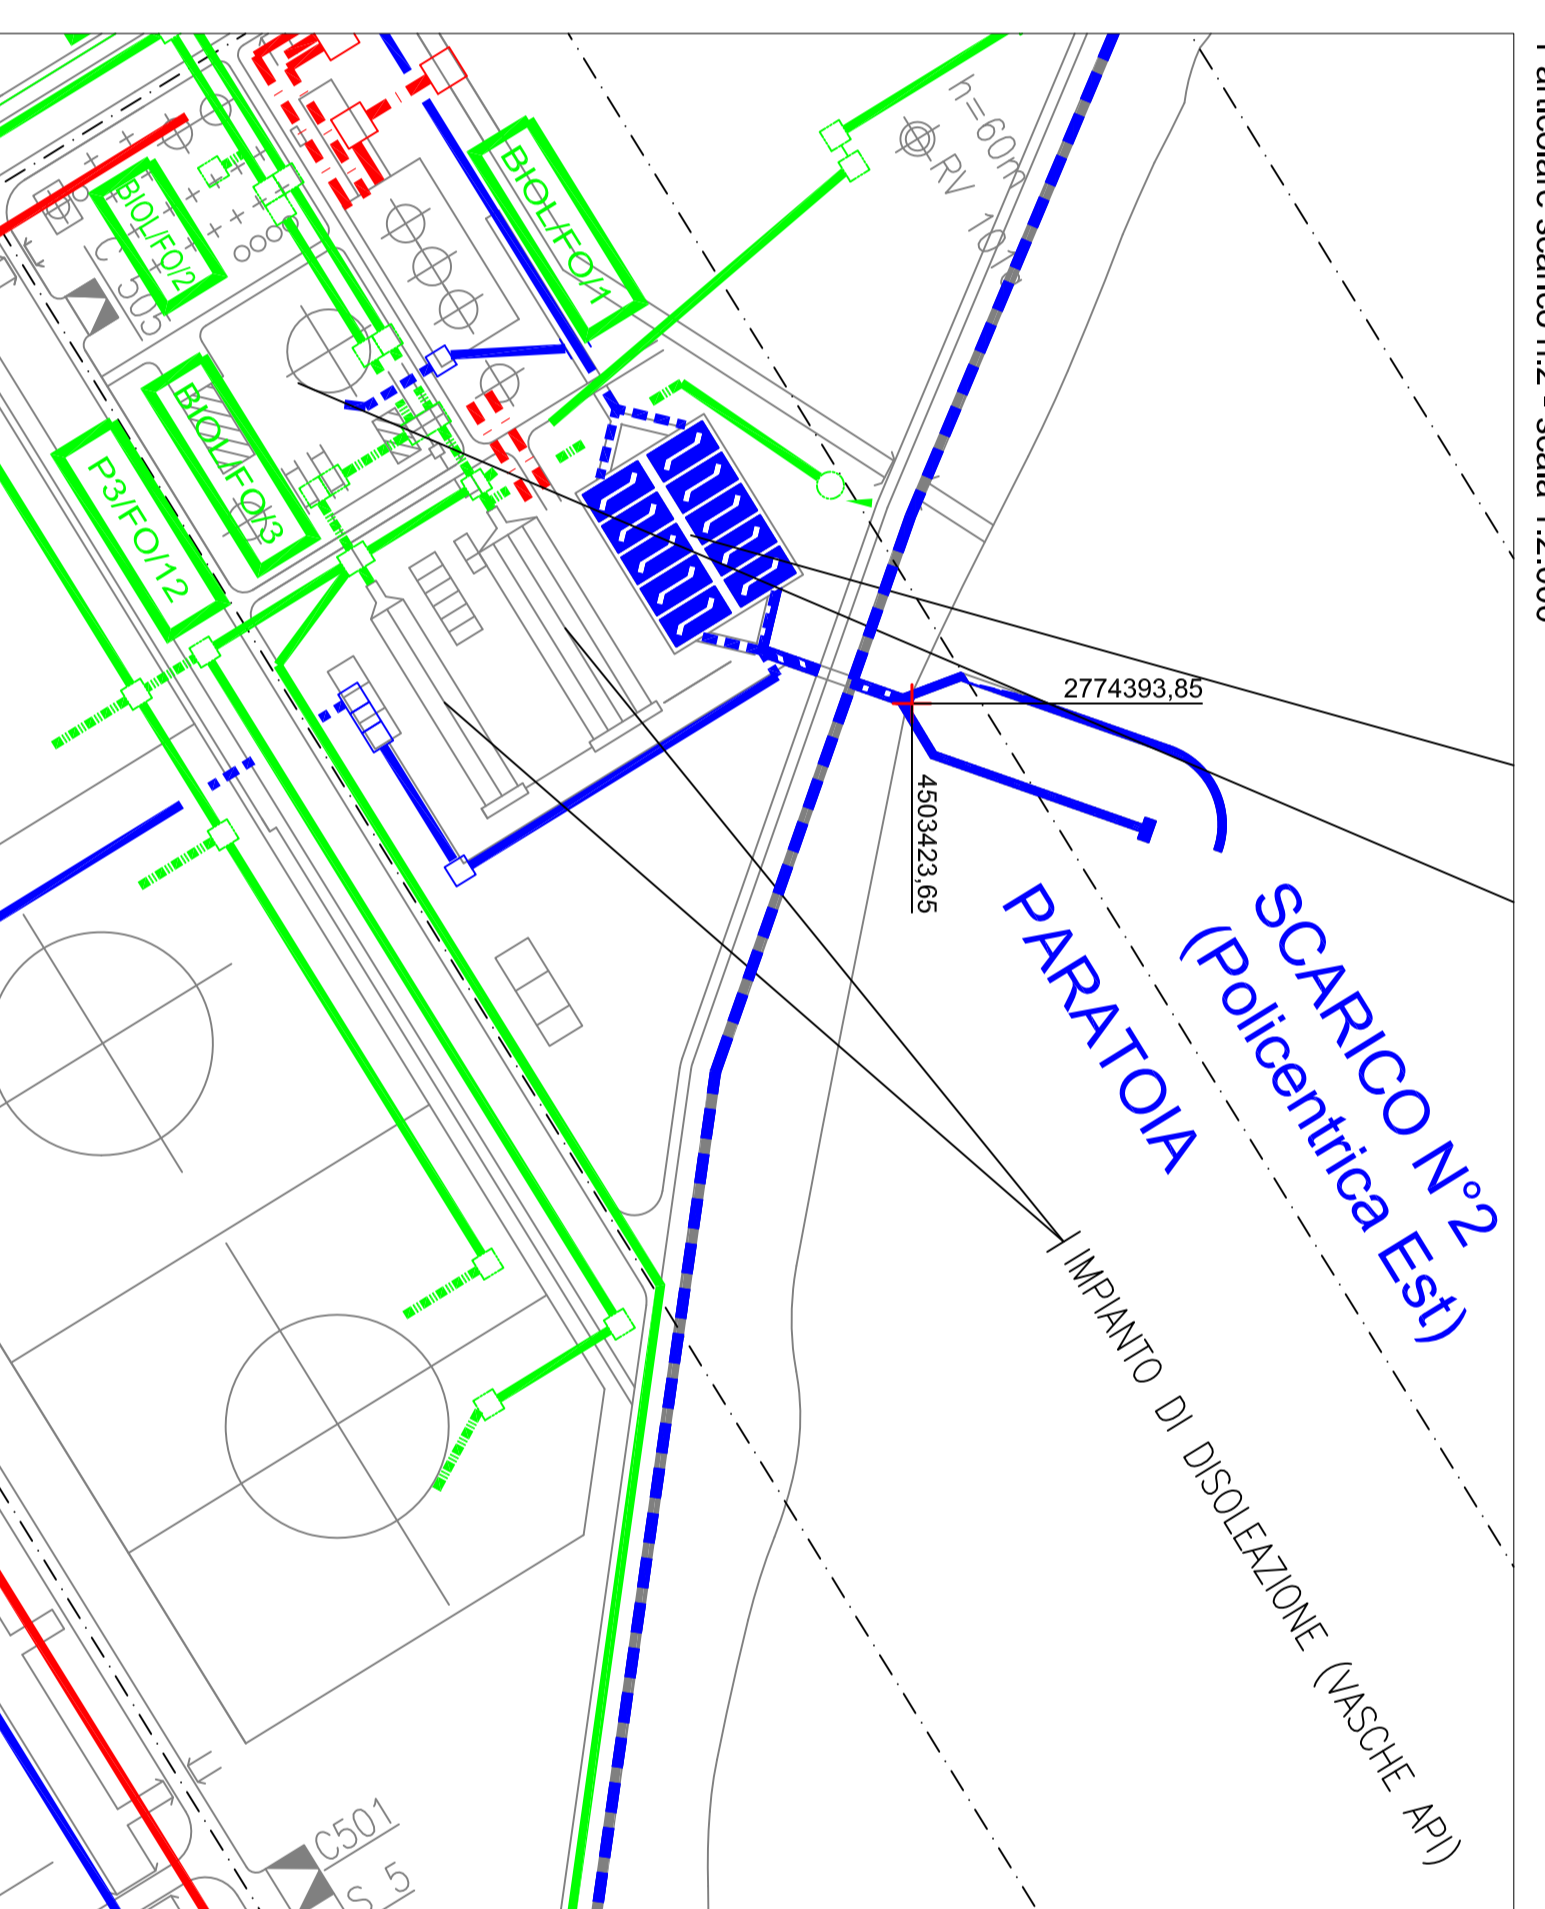 h=60m
RV 101
BIOL/FO/1
BIOL/FO/2
C 505
BIOL/FO/3
P3/FO/12
2774393,85
4503423,65
SCARICO N°2
(Policentrica Est)
PARATOIA
IMPIANTO DI DISOLEAZIONE (VASCHE API)
C501
S 5